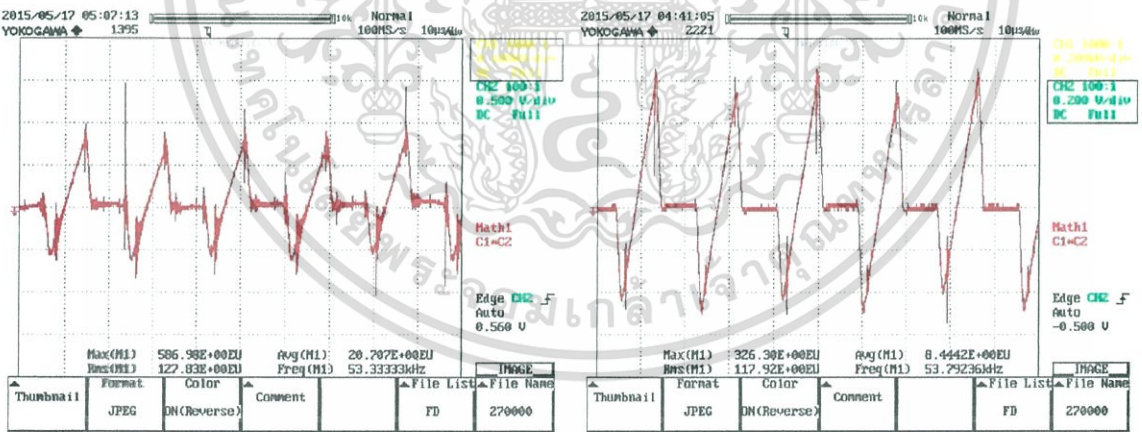 2015/05/17 05:07:13
10k
Normal
YOKOGAWA
1395
100MS/s 10µs/div
CH2 100:1
0.500 V/div
DC Full
Math1
C1*C2
Edge CH2
Auto
0.560 V
Max(M1) 586.98E+00EU Avg(M1) 20.707E+00EU
Rms(M1) 127.83E+00EU Freq(M1) 53.33333kHz
IMAGE
Thumbnail
Format
JPEG
Color
ON(Reverse)
Comment
File List
FD
File Name
270000
2015/05/17 04:41:05
10k
Normal
YOKOGAWA
2221
100MS/s 10µs/div
CH2 100:1
0.200 V/div
DC Full
Math1
C1*C2
Edge CH2
Auto
-0.500 V
Max(M1) 326.30E+00EU Avg(M1) 8.4442E+00EU
Rms(M1) 117.92E+00EU Freq(M1) 53.79236kHz
IMAGE
Thumbnail
Format
JPEG
Color
ON(Reverse)
Comment
File List
FD
File Name
270000